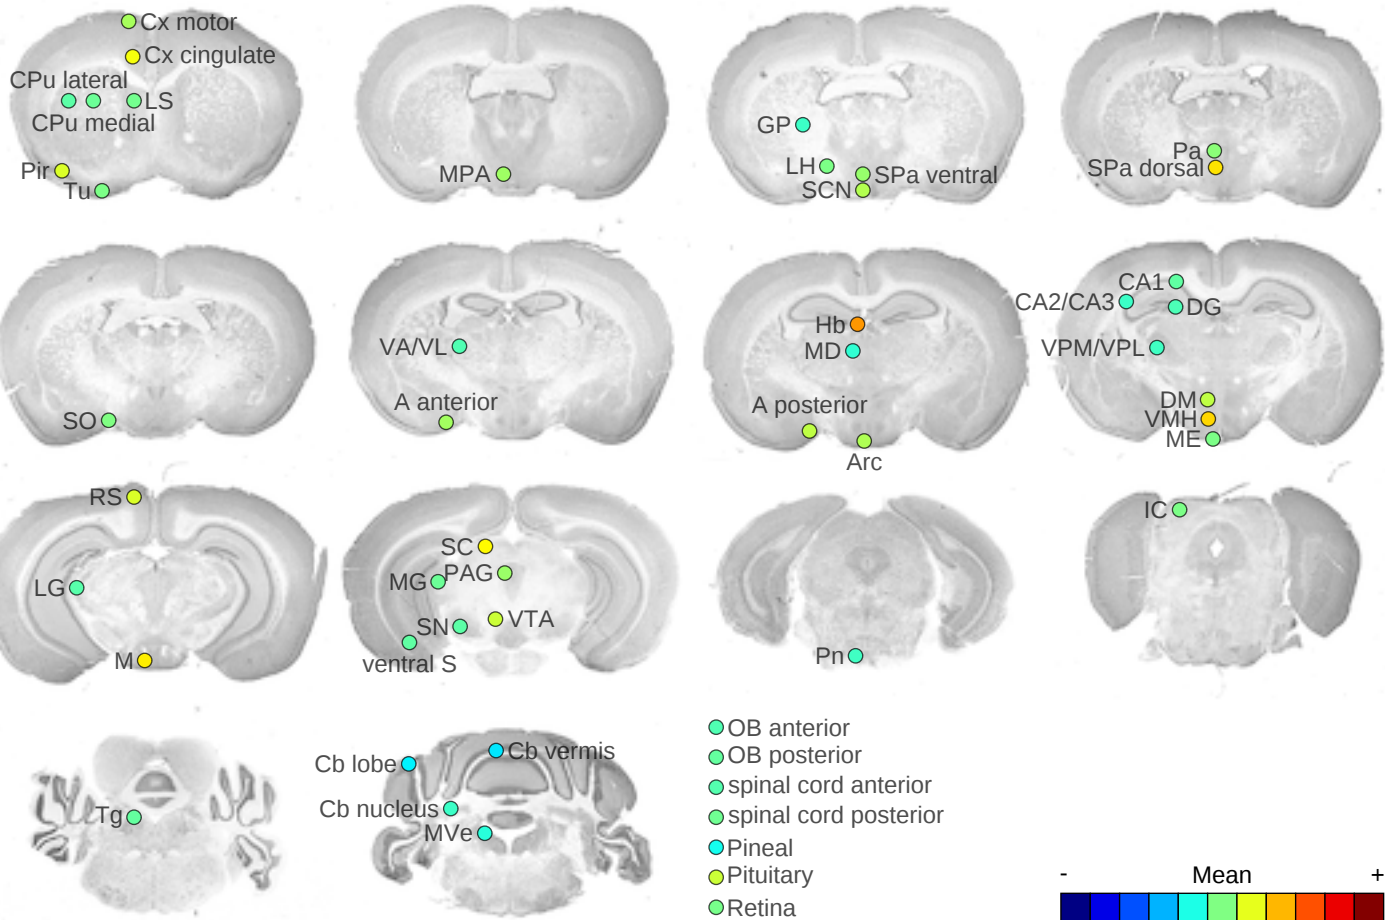 Cx motor
Cx cingulate
CPu lateral
LS
CPu medial
Pir
Tu
MPA
GP
LH
SPa ventral
SCN
Pa
SPa dorsal
SO
VA/VL
A anterior
Hb
MD
A posterior
Arc
CA1
CA2/CA3
DG
VPM/VPL
DM
VMH
ME
RS
LG
M
SC
PAG
MG
VTA
SN
ventral S
Pn
IC
Tg
Cb lobe
Cb vermis
Cb nucleus
MVe
OB anterior
OB posterior
spinal cord anterior
spinal cord posterior
Pineal
Pituitary
Retina
- Mean +